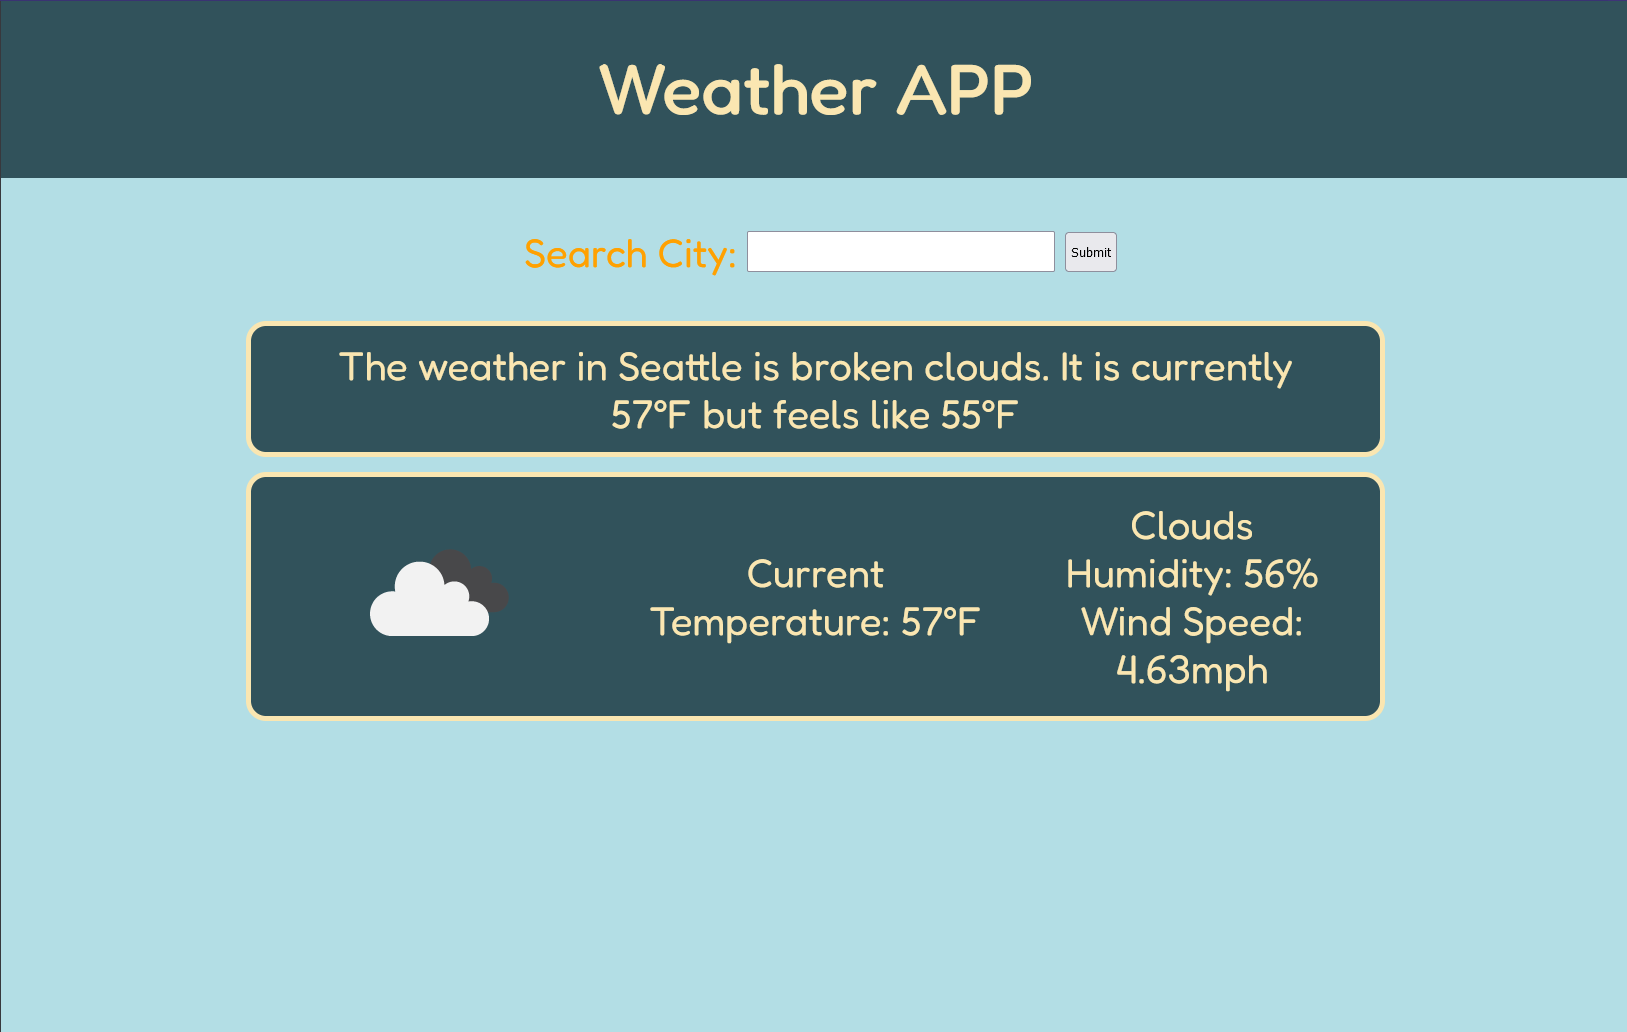 Weather APP
Search City:
Submit
The weather in Seattle is broken clouds. It is currently
57°F but feels like 55°F
Current
Temperature: 57°F
Clouds
Humidity: 56%
Wind Speed:
4.63mph